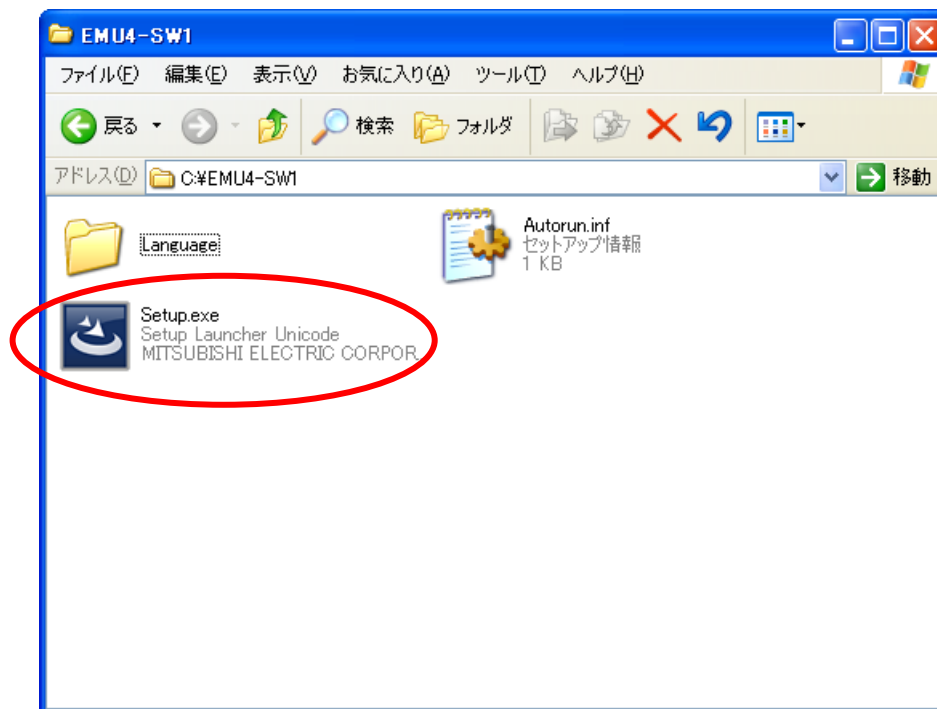 EMU4-SW1
ファイル(F) 編集(E) 表示(V) お気に入り(A) ツール(T) ヘルプ(H)
戻る 検索 フォルダ
アドレス(D) C:¥EMU4-SW1 移動
Language
Autorun.inf
セットアップ情報
1 KB
Setup.exe
Setup Launcher Unicode
MITSUBISHI ELECTRIC CORPOR...